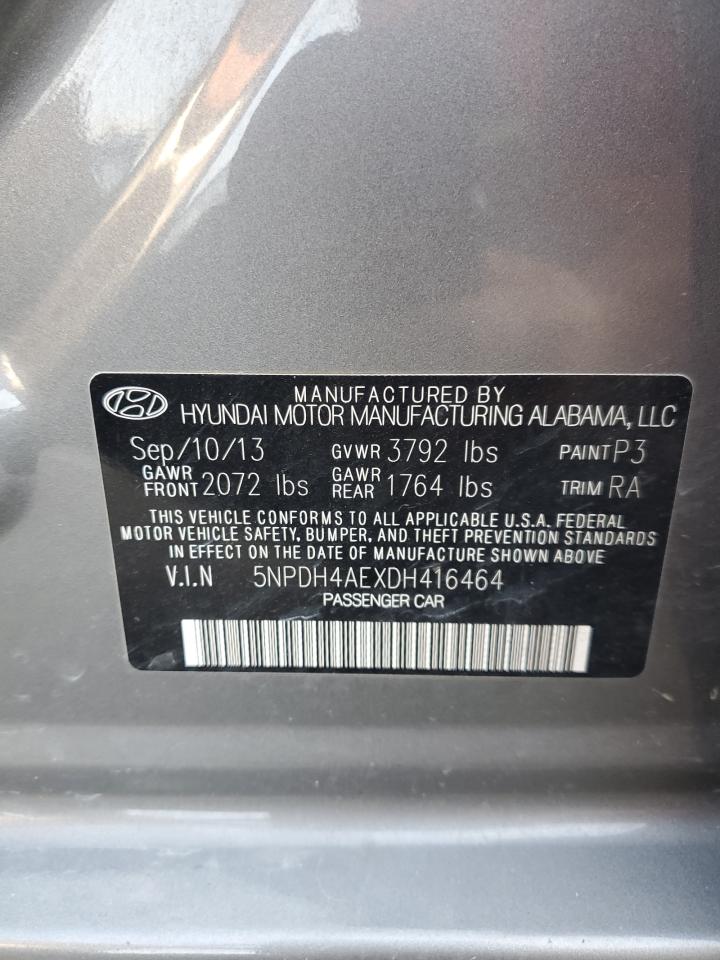 MANUFACTURED BY
HYUNDAI MOTOR MANUFACTURING ALABAMA, LLC
Sep/10/13 GVWR 3792 lbs PAINT P3
GAWR FRONT 2072 lbs GAWR REAR 1764 lbs TRIM RA
THIS VEHICLE CONFORMS TO ALL APPLICABLE U.S.A. FEDERAL
MOTOR VEHICLE SAFETY, BUMPER, AND THEFT PREVENTION STANDARDS
IN EFFECT ON THE DATE OF MANUFACTURE SHOWN ABOVE
V.I.N 5NPDH4AEXDH416464
PASSENGER CAR